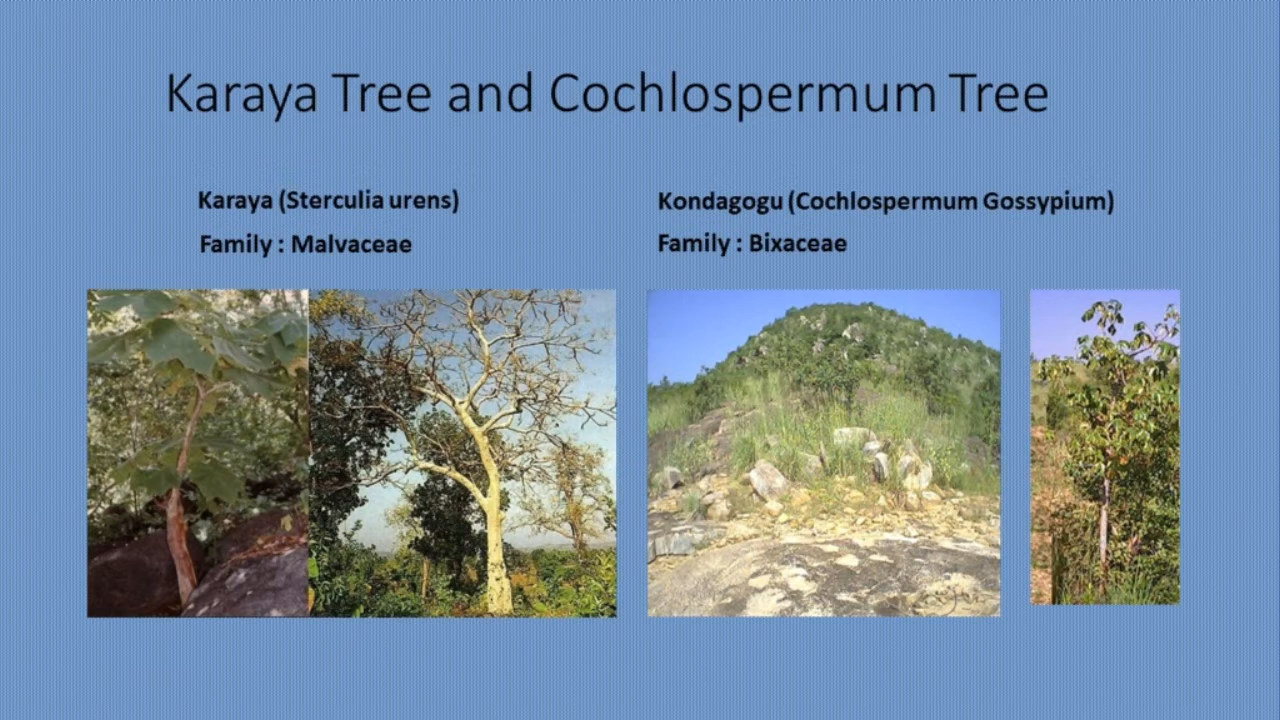 Karaya Tree and Cochlospermum Tree
Karaya (Sterculia urens)
Family : Malvaceae
Kondagogu (Cochlospermum Gossypium)
Family : Bixaceae